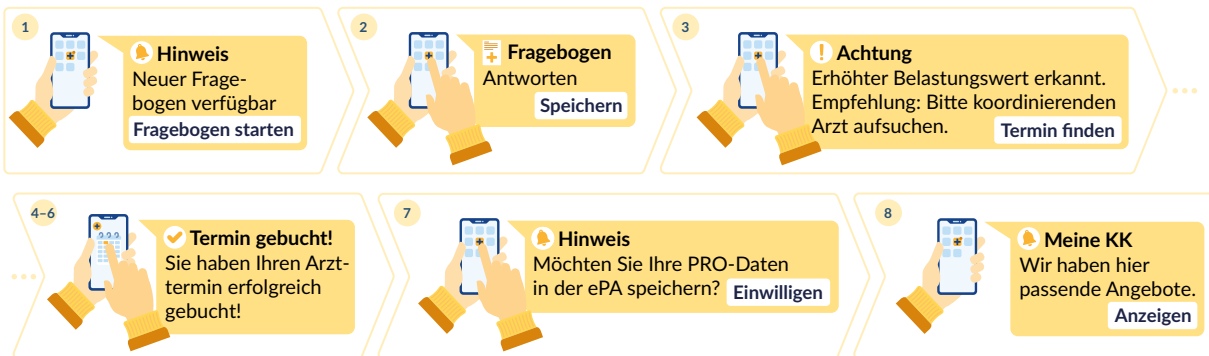 1
Hinweis
Neuer Frage-
bogen verfügbar
Fragebogen starten
2
Fragebogen
Antworten
Speichern
3
Achtung
Erhöhter Belastungswert erkannt.
Empfehlung: Bitte koordinierenden
Arzt aufsuchen.
Termin finden
4–6
Termin gebucht!
Sie haben Ihren Arzt-
termin erfolgreich
gebucht!
7
Hinweis
Möchten Sie Ihre PRO-Daten
in der ePA speichern?
Einwilligen
8
Meine KK
Wir haben hier
passende Angebote.
Anzeigen